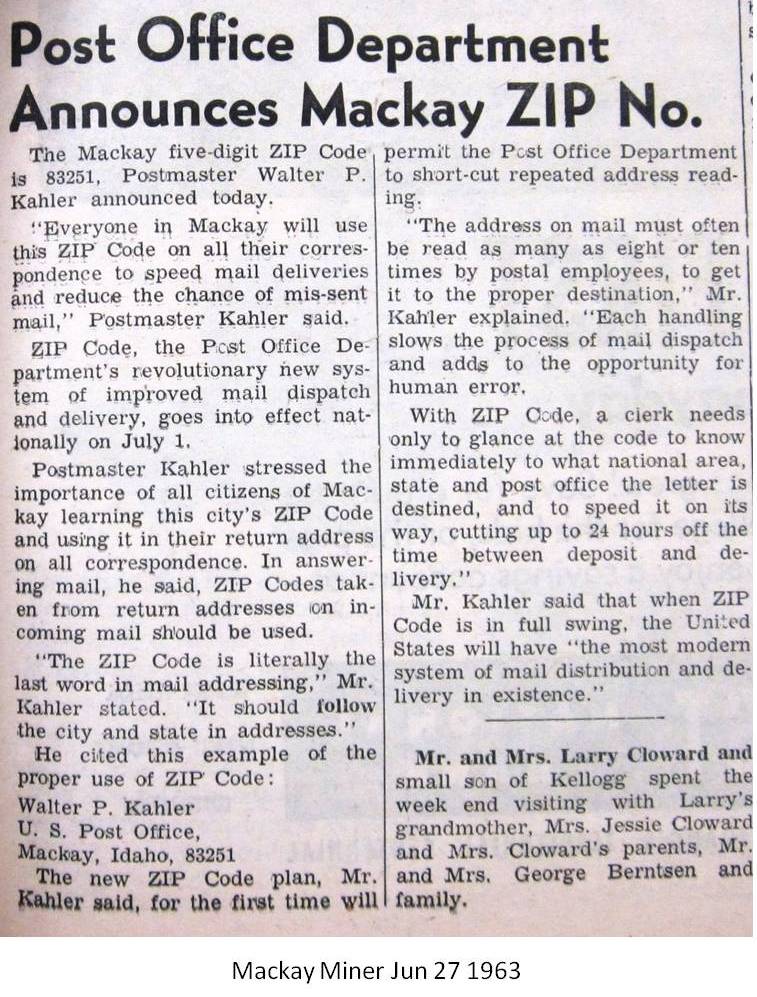 Post Office Department
Announces Mackay ZIP No.
The Mackay five-digit ZIP Code
is 83251, Postmaster Walter P.
Kahler announced today.
"Everyone in Mackay will use
this ZIP Code on all their corres-
pondence to speed mail deliveries
and reduce the chance of mis-sent
mail," Postmaster Kahler said.
ZIP Code, the Post Office De-
partment's revolutionary new sys-
tem of improved mail dispatch
and delivery, goes into effect nat-
ionally on July 1.
Postmaster Kahler stressed the
importance of all citizens of Mac-
kay learning this city's ZIP Code
and using it in their return address
on all correspondence. In answer-
ing mail, he said, ZIP Codes tak-
en from return addresses on in-
coming mail should be used.
"The ZIP Code is literally the
last word in mail addressing," Mr.
Kahler stated. "It should follow
the city and state in addresses."
He cited this example of the
proper use of ZIP Code:
Walter P. Kahler
U. S. Post Office,
Mackay, Idaho, 83251
The new ZIP Code plan, Mr.
Kahler said, for the first time will
permit the Post Office Department
to short-cut repeated address read-
ing.
"The address on mail must often
be read as many as eight or ten
times by postal employees, to get
it to the proper destination," Mr.
Kahler explained. "Each handling
slows the process of mail dispatch
and adds to the opportunity for
human error.
With ZIP Code, a clerk needs
only to glance at the code to know
immediately to what national area,
state and post office the letter is
destined, and to speed it on its
way, cutting up to 24 hours off the
time between deposit and de-
livery."
Mr. Kahler said that when ZIP
Code is in full swing, the United
States will have "the most modern
system of mail distribution and de-
livery in existence."
Mr. and Mrs. Larry Cloward and
small son of Kellogg spent the
week end visiting with Larry's
grandmother, Mrs. Jessie Cloward
and Mrs. Cloward's parents, Mr.
and Mrs. George Berntsen and
family.
Mackay Miner Jun 27 1963